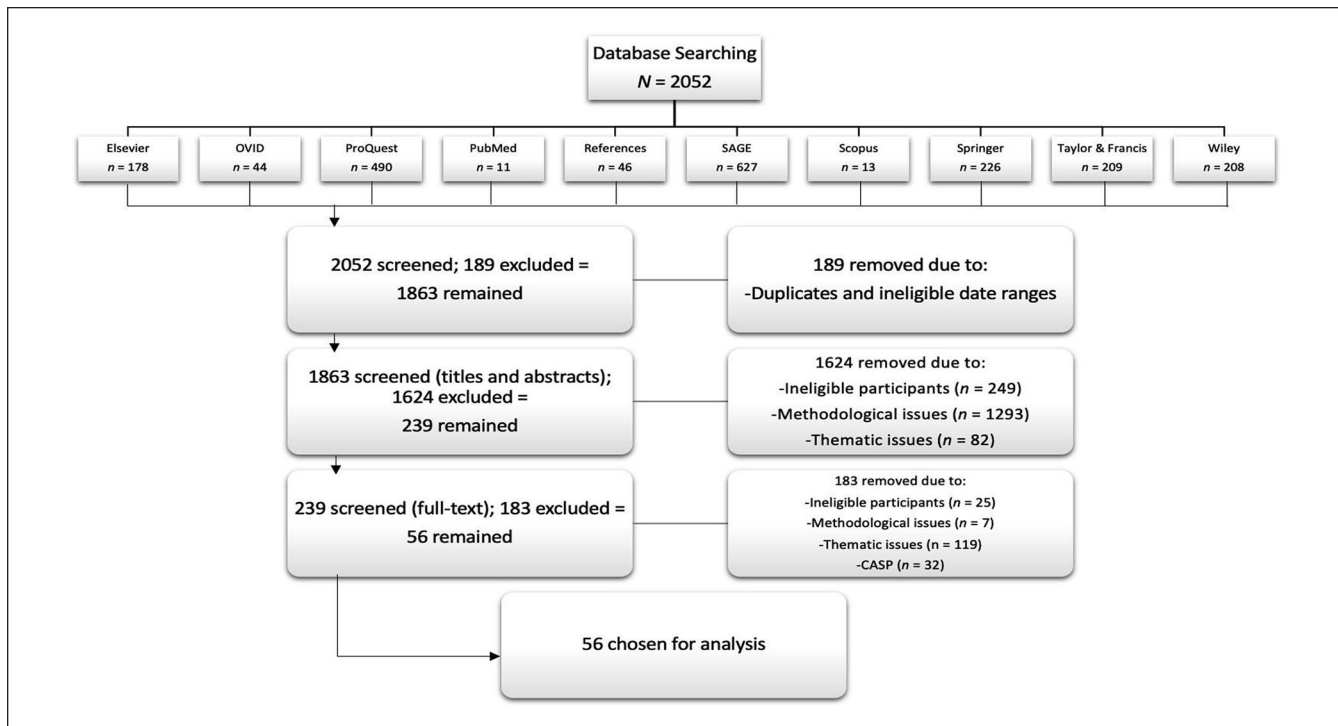 Database Searching
N = 2052
Elsevier
n = 178
OVID
n = 44
ProQuest
n = 490
PubMed
n = 11
References
n = 46
SAGE
n = 627
Scopus
n = 13
Springer
n = 226
Taylor & Francis
n = 209
Wiley
n = 208
2052 screened; 189 excluded =
1863 remained
189 removed due to:
-Duplicates and ineligible date ranges
1863 screened (titles and abstracts);
1624 excluded =
239 remained
1624 removed due to:
-Ineligible participants (n = 249)
-Methodological issues (n = 1293)
-Thematic issues (n = 82)
239 screened (full-text); 183 excluded =
56 remained
183 removed due to:
-Ineligible participants (n = 25)
-Methodological issues (n = 7)
-Thematic issues (n = 119)
-CASP (n = 32)
56 chosen for analysis